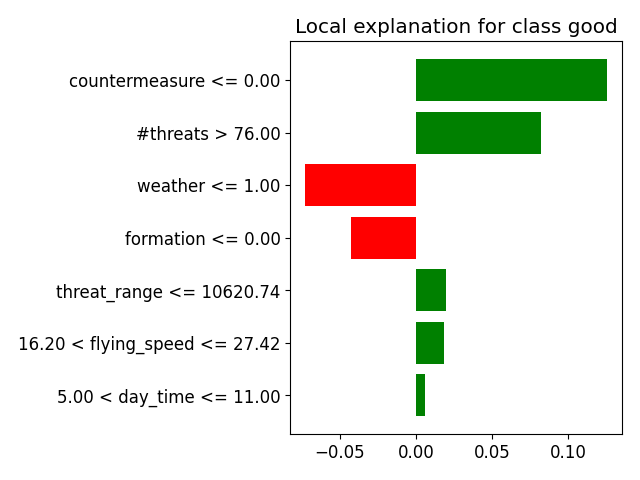 Local explanation for class good
countermeasure <= 0.00
#threats > 76.00
weather <= 1.00
formation <= 0.00
threat_range <= 10620.74
16.20 < flying_speed <= 27.42
5.00 < day_time <= 11.00
−0.05 0.00 0.05 0.10